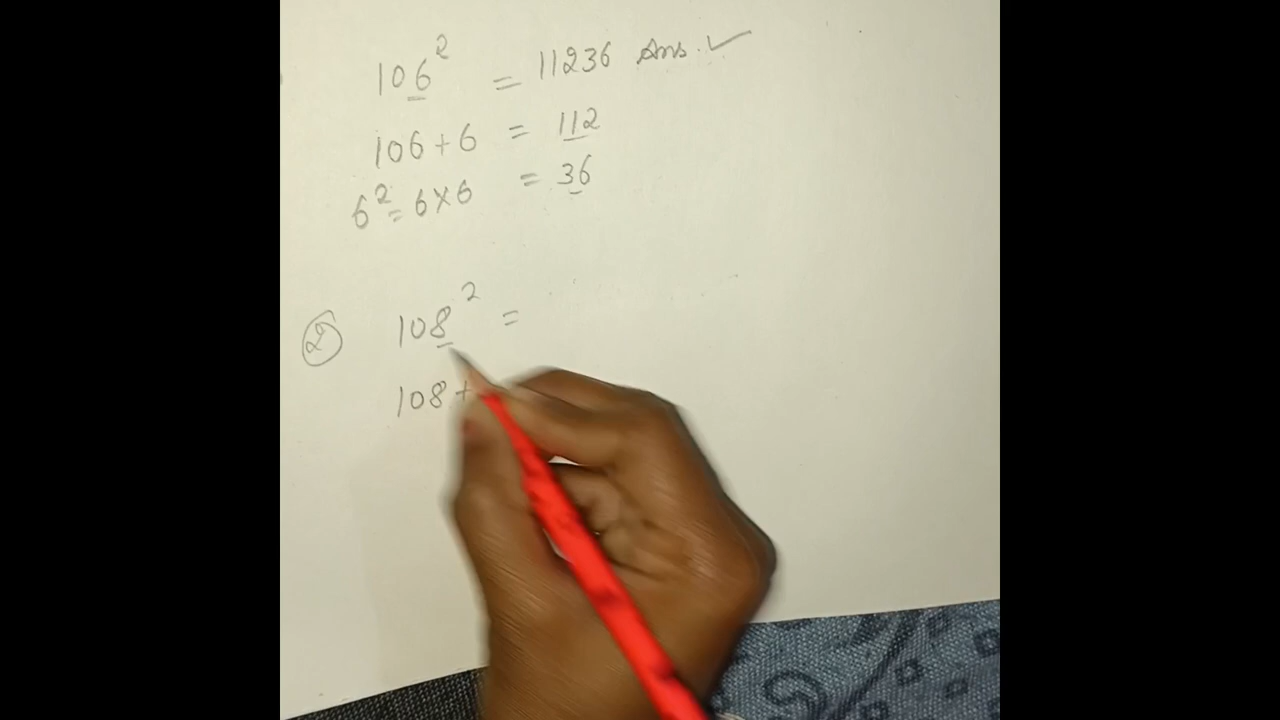 106² = 11236 Ans. ✓
106 + 6 = 112
6² = 6 × 6 = 36
② 108² =
108 +